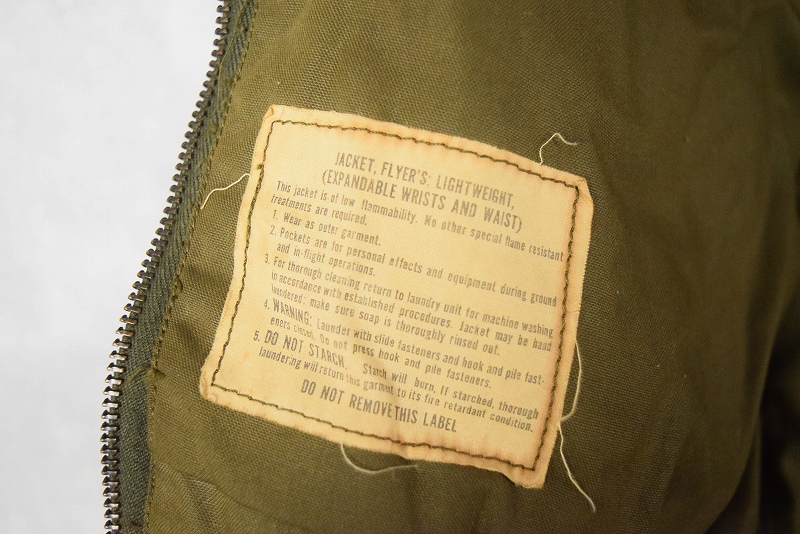 JACKET, FLYER'S: LIGHTWEIGHT,
(EXPANDABLE WRISTS AND WAIST)
This jacket is of low flammability. No other special flame resistant
treatments are required.
1. Wear as outer garment.
2. Pockets are for personal effects and equipment during ground
and in-flight operations.
3. For thorough cleaning return to laundry unit for machine washing
in accordance with established procedures. Jacket may be hand
laundered: make sure soap is thoroughly rinsed out.
4. WARNING: Launder with slide fasteners and hook and pile fast-
eners closed, do not press hook and pile fasteners.
5. DO NOT STARCH. Starch will burn. If starched, thorough
laundering will return this garment to its fire retardant condition.
DO NOT REMOVE THIS LABEL